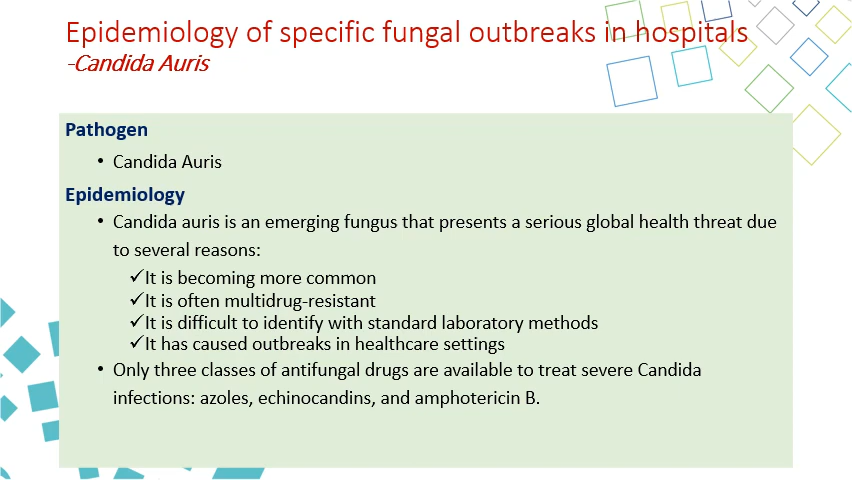 Epidemiology of specific fungal outbreaks in hospitals
-Candida Auris
Pathogen
• Candida Auris
Epidemiology
• Candida auris is an emerging fungus that presents a serious global health threat due
to several reasons:
✓It is becoming more common
✓It is often multidrug-resistant
✓It is difficult to identify with standard laboratory methods
✓It has caused outbreaks in healthcare settings
• Only three classes of antifungal drugs are available to treat severe Candida
infections: azoles, echinocandins, and amphotericin B.